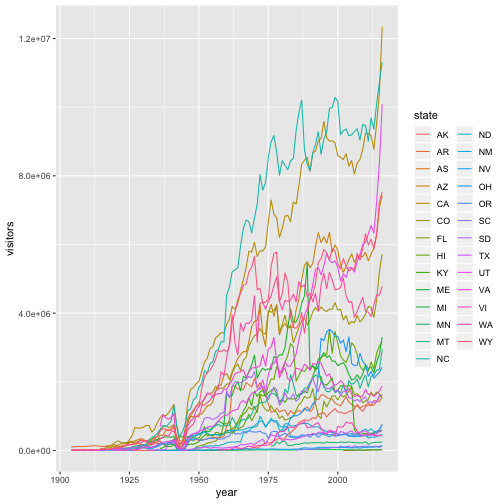 1.2e+07
8.0e+06
4.0e+06
0.0e+00
visitors
1900
1925
1950
1975
2000
year
state
AK ND
AR NM
AS NV
AZ OH
CA OR
CO SC
FL SD
HI TX
KY UT
ME VA
MI VI
MN WA
MT WY
NC